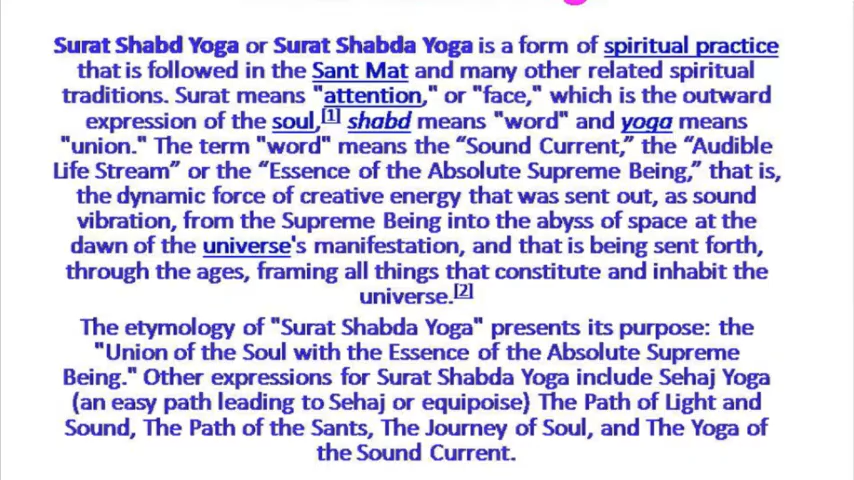 Surat Shabd Yoga or Surat Shabda Yoga is a form of spiritual practice
that is followed in the Sant Mat and many other related spiritual
traditions. Surat means "attention," or "face," which is the outward
expression of the soul,[1] shabd means "word" and yoga means
"union." The term "word" means the “Sound Current,” the “Audible
Life Stream” or the “Essence of the Absolute Supreme Being,” that is,
the dynamic force of creative energy that was sent out, as sound
vibration, from the Supreme Being into the abyss of space at the
dawn of the universe's manifestation, and that is being sent forth,
through the ages, framing all things that constitute and inhabit the
universe.[2]
The etymology of "Surat Shabda Yoga" presents its purpose: the
"Union of the Soul with the Essence of the Absolute Supreme
Being." Other expressions for Surat Shabda Yoga include Sehaj Yoga
(an easy path leading to Sehaj or equipoise) The Path of Light and
Sound, The Path of the Sants, The Journey of Soul, and The Yoga of
the Sound Current.